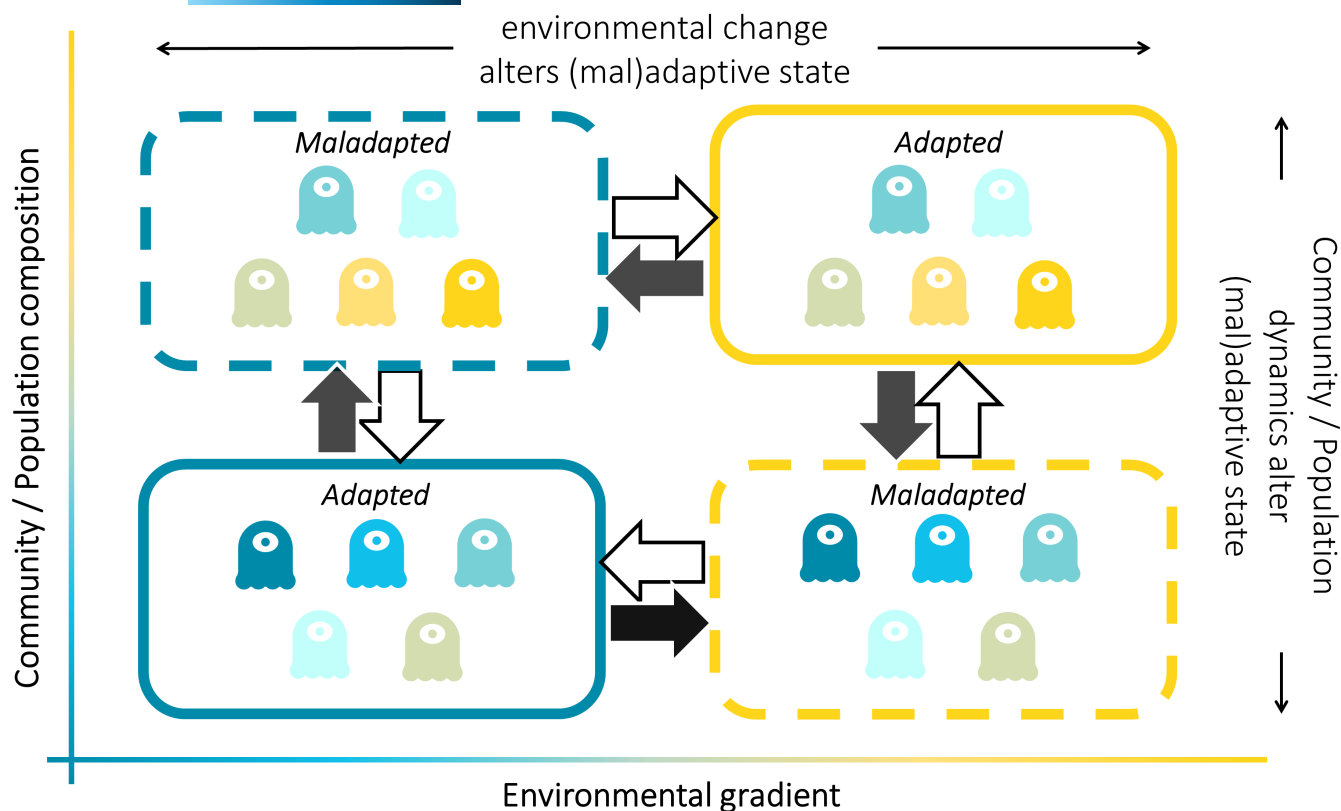 environmental change
alters (mal)adaptive state
Maladapted
Adapted
Community / Population composition
Community / Population
dynamics alter
(mal)adaptive state
Adapted
Maladapted
Environmental gradient